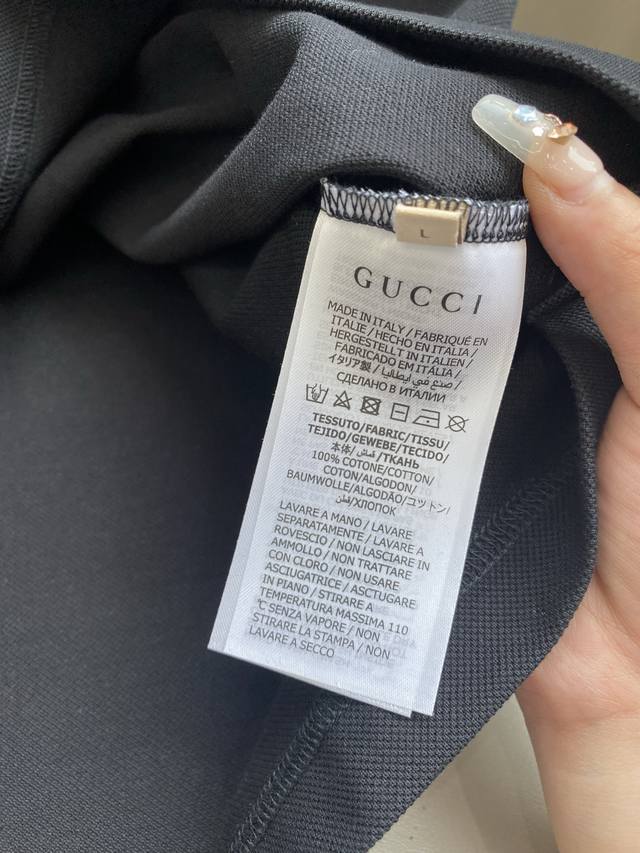 L
GUCCI
MADE IN ITALY / FABRIQUÉ EN
ITALIE / HECHO EN ITALIA /
HERGESTELLT IN ITALIEN /
FABRICADO EM ITALIA /
イタリア製 / صنع في ايطاليا /
СДЕЛАНО В ИТАЛИИ
TESSUTO/FABRIC/TISSU/
TEJIDO/GEWEBE/TECIDO/
本体/قماش/ТКАНЬ
100% COTONE/COTTON/
COTON/ALGODON/
BAUMWOLLE/ALGODÃO/コットン/
قطن/ХЛОПОК
LAVARE A MANO / LAVARE
SEPARATAMENTE / LAVARE A
ROVESCIO / NON LASCIARE IN
AMMOLLO / NON TRATTARE
CON CLORO / NON USARE
ASCIUGATRICE / ASCTUGARE
IN PIANO / STIRARE A
TEMPERATURA MASSIMA 110
°C SENZA VAPORE / NON
STIRARE LA STAMPA / NON
LAVARE A SECCO